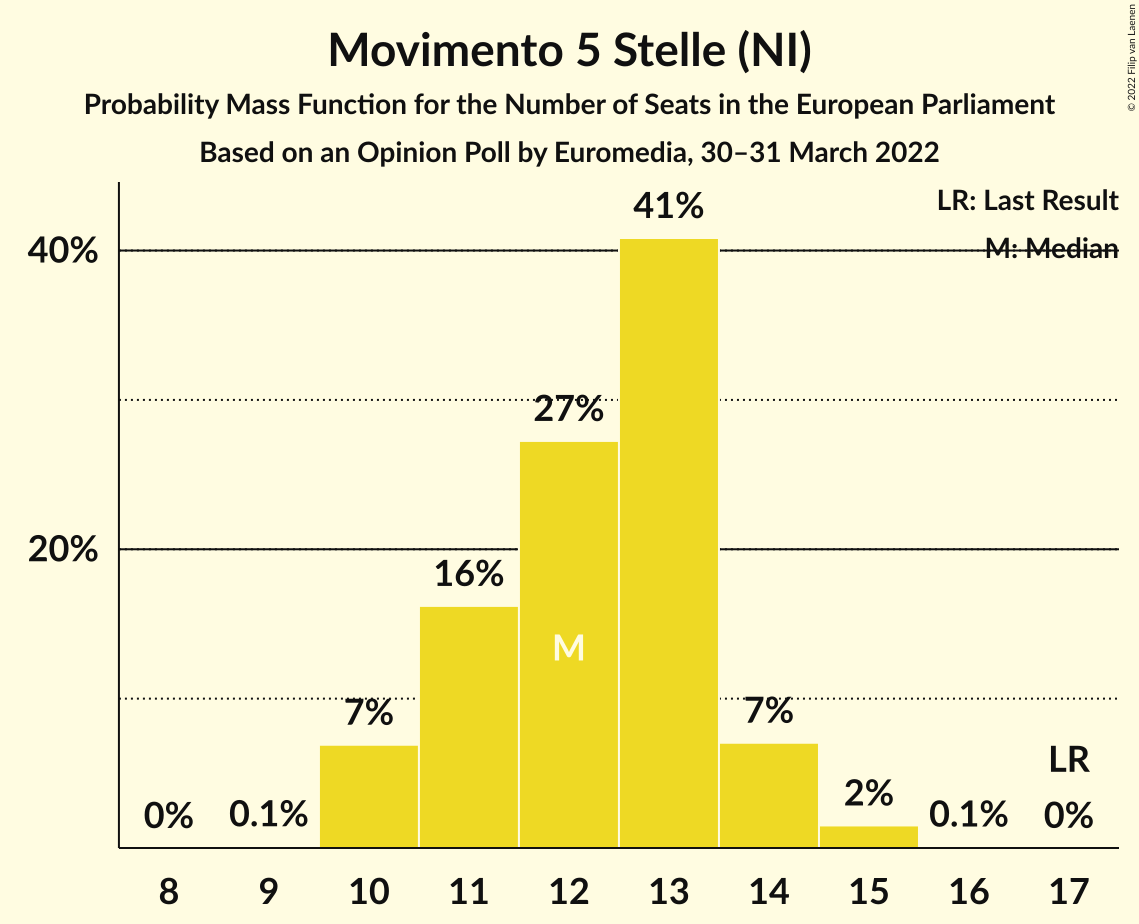 Movimento 5 Stelle (NI)
Probability Mass Function for the Number of Seats in the European Parliament
Based on an Opinion Poll by Euromedia, 30–31 March 2022
© 2022 Filip van Laenen
LR: Last Result
M: Median
40%
20%
0%
0.1%
7%
16%
27%
41%
7%
2%
0.1%
0%
M
LR
8 9 10 11 12 13 14 15 16 17